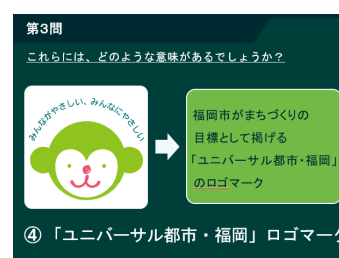 第3問
これらには、どのような意味があるでしょうか？
みんながやさしい、みんなにやさしい
福岡市がまちづくりの
目標として掲げる
「ユニバーサル都市・福岡」
のロゴマーク
④「ユニバーサル都市・福岡」ロゴマーク